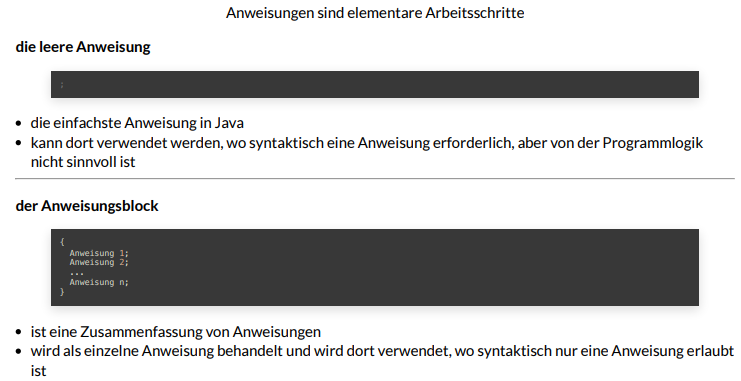 Anweisungen sind elementare Arbeitsschritte
die leere Anweisung
;
• die einfachste Anweisung in Java
• kann dort verwendet werden, wo syntaktisch eine Anweisung erforderlich, aber von der Programmlogik
nicht sinnvoll ist
der Anweisungsblock
{
  Anweisung 1;
  Anweisung 2;
  ...
  Anweisung n;
}
• ist eine Zusammenfassung von Anweisungen
• wird als einzelne Anweisung behandelt und wird dort verwendet, wo syntaktisch nur eine Anweisung erlaubt
ist